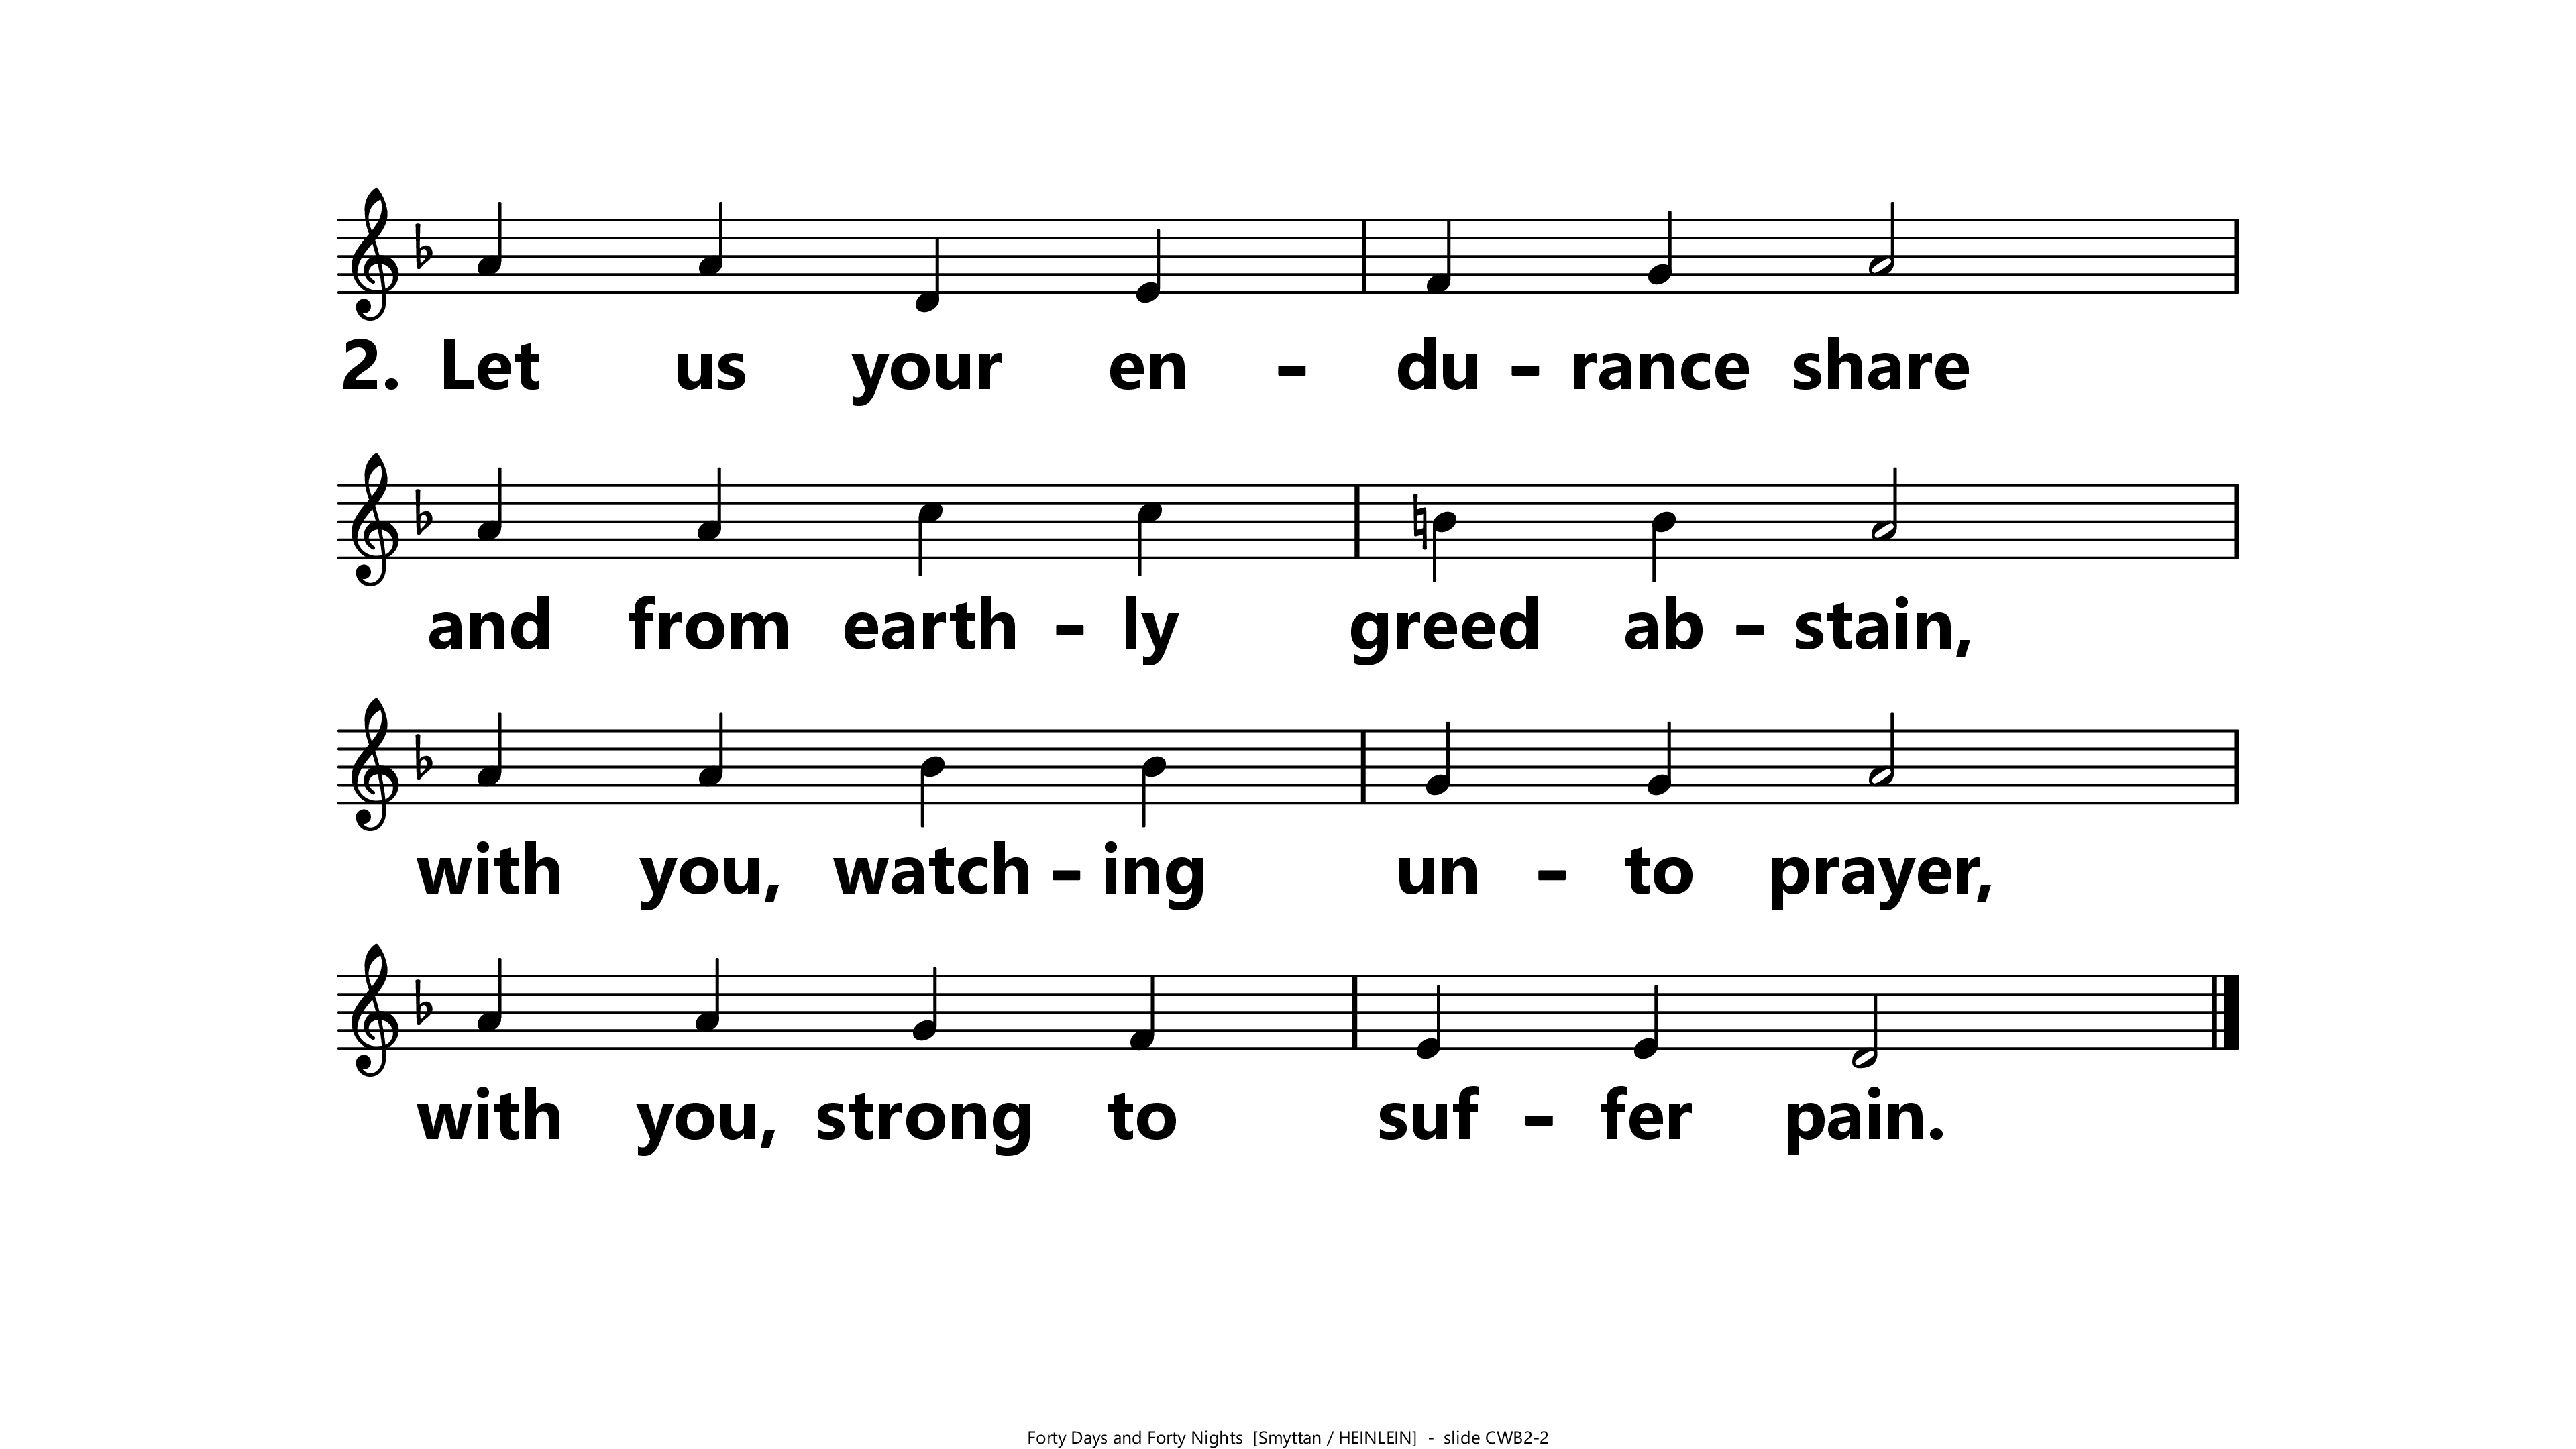 2. Let us your en - du - rance share
and from earth - ly greed ab - stain,
with you, watch - ing un - to prayer,
with you, strong to suf - fer pain.
Forty Days and Forty Nights [Smyttan / HEINLEIN] - slide CWB2-2